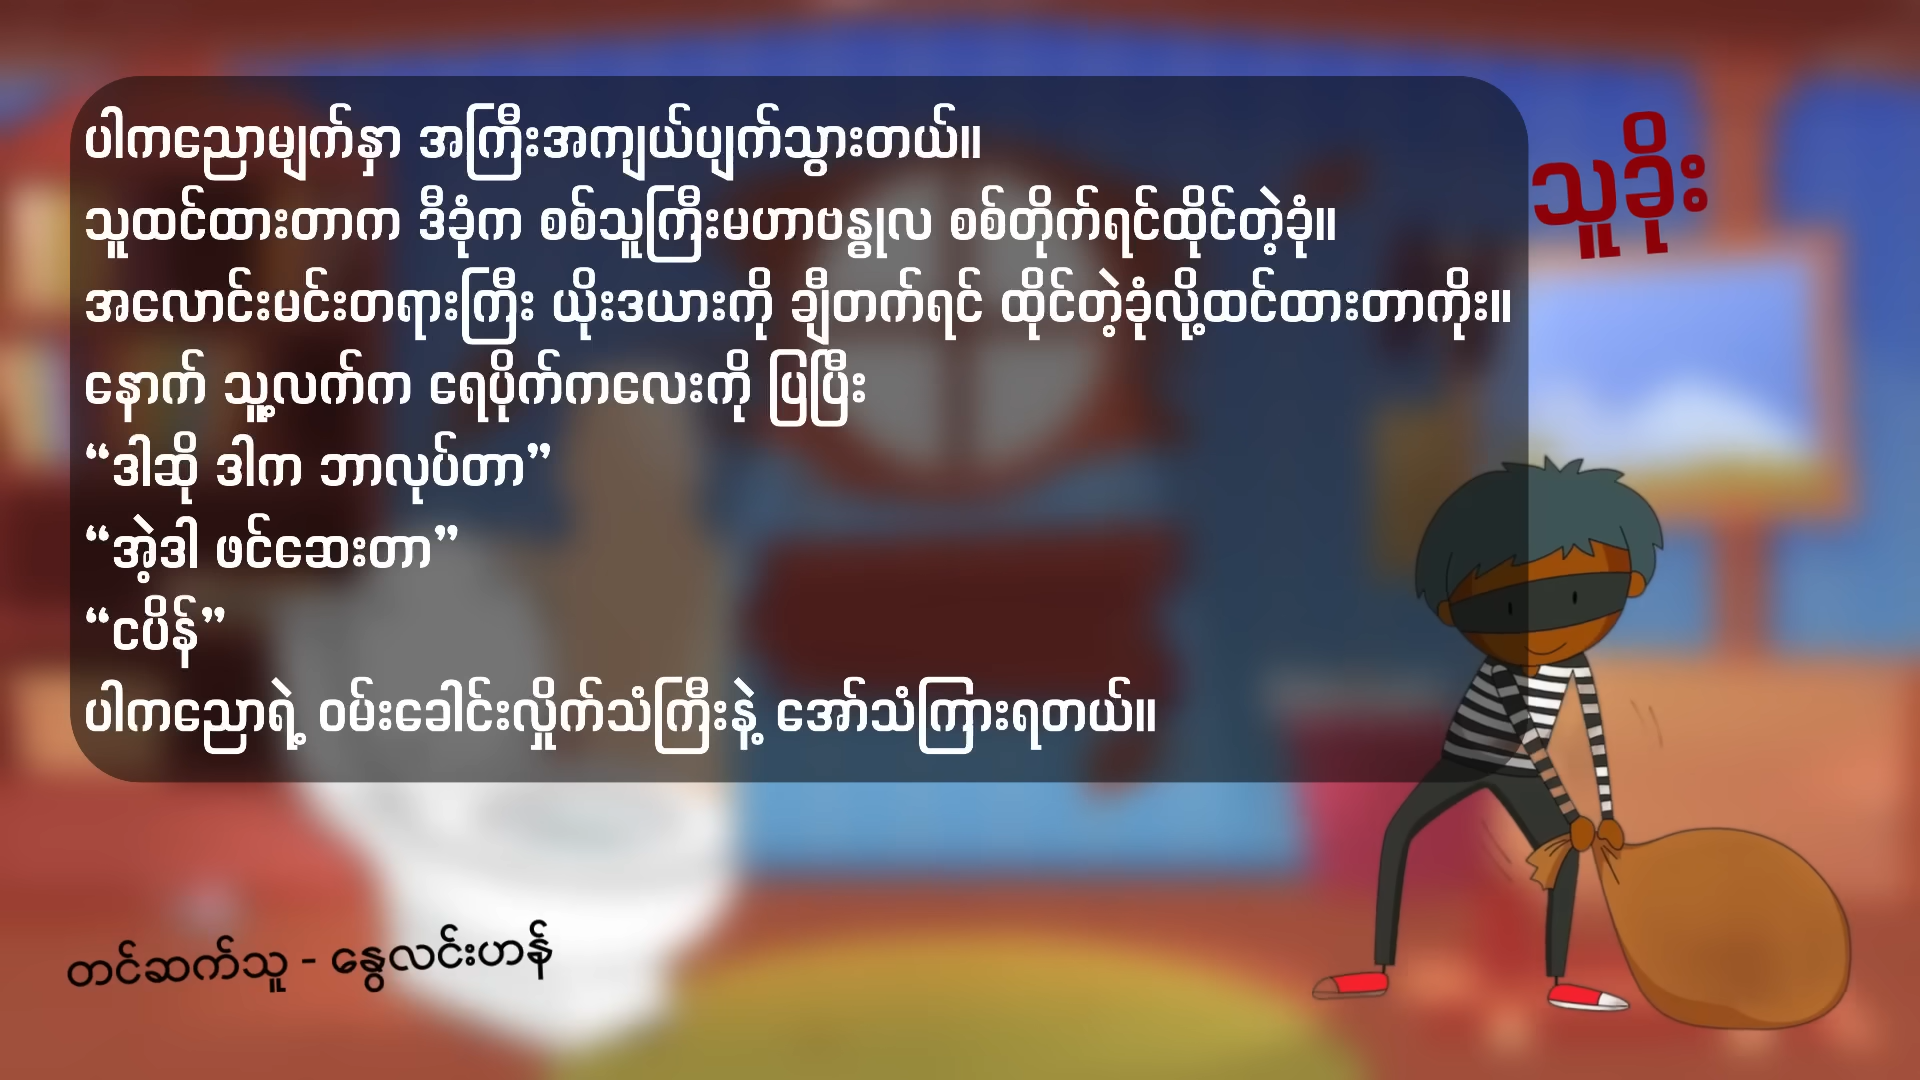 ပါကညောမျက်နှာ အကြီးအကျယ်ပျက်သွားတယ်။
သူထင်ထားတာက ဒီခုံက စစ်သူကြီးမဟာဗန္ဓုလ စစ်တိုက်ရင်ထိုင်တဲ့ခုံ။
အလောင်းမင်းတရားကြီး ယိုးဒယားကို ချီတက်ရင် ထိုင်တဲ့ခုံလို့ထင်ထားတာကိုး။
နောက် သူ့လက်က ရေပိုက်ကလေးကို ပြပြီး
“ဒါဆို ဒါက ဘာလုပ်တာ”
“အဲ့ဒါ ဖင်ဆေးတာ”
“ငပိန်”
ပါကညောရဲ့ ဝမ်းခေါင်းလှိုက်သံကြီးနဲ့ အော်သံကြားရတယ်။
သူခိုး
တင်ဆက်သူ - နွေလင်းဟန်